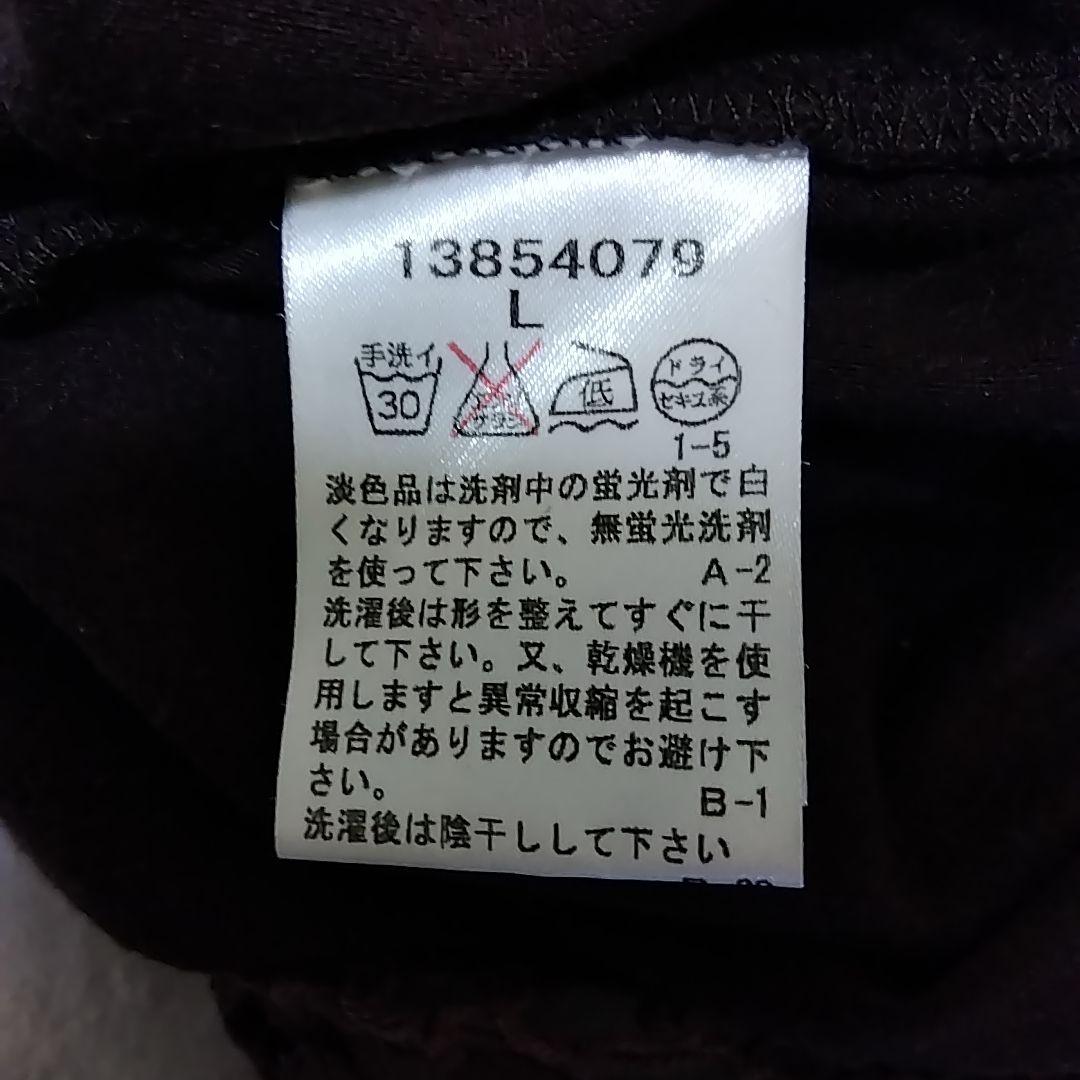 13854079
L
手洗イ
30
低
ドライ
セキユ系
1-5
淡色品は洗剤中の蛍光剤で白
くなりますので、無蛍光洗剤
を使って下さい。 A-2
洗濯後は形を整えてすぐに干
して下さい。又、乾燥機を使
用しますと異常収縮を起こす
場合がありますのでお避け下
さい。 B-1
洗濯後は陰干しして下さい